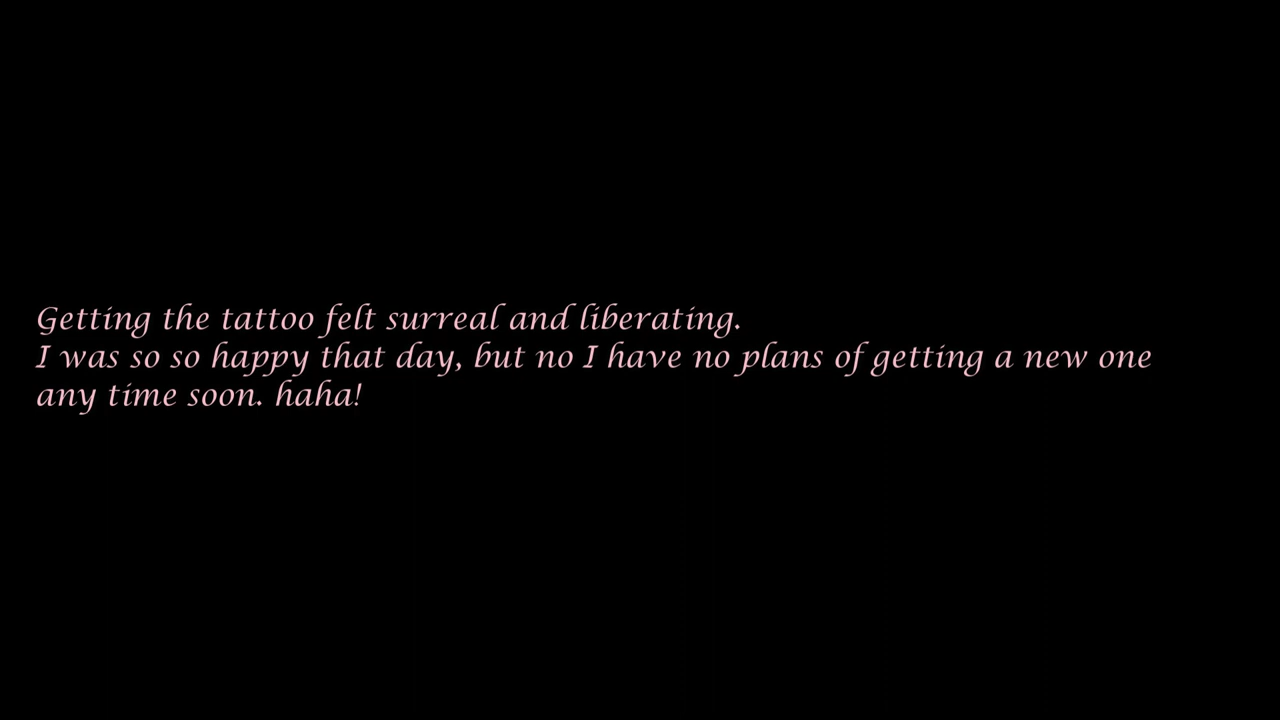 Getting the tattoo felt surreal and liberating.
I was so so happy that day, but no I have no plans of getting a new one
any time soon. haha!